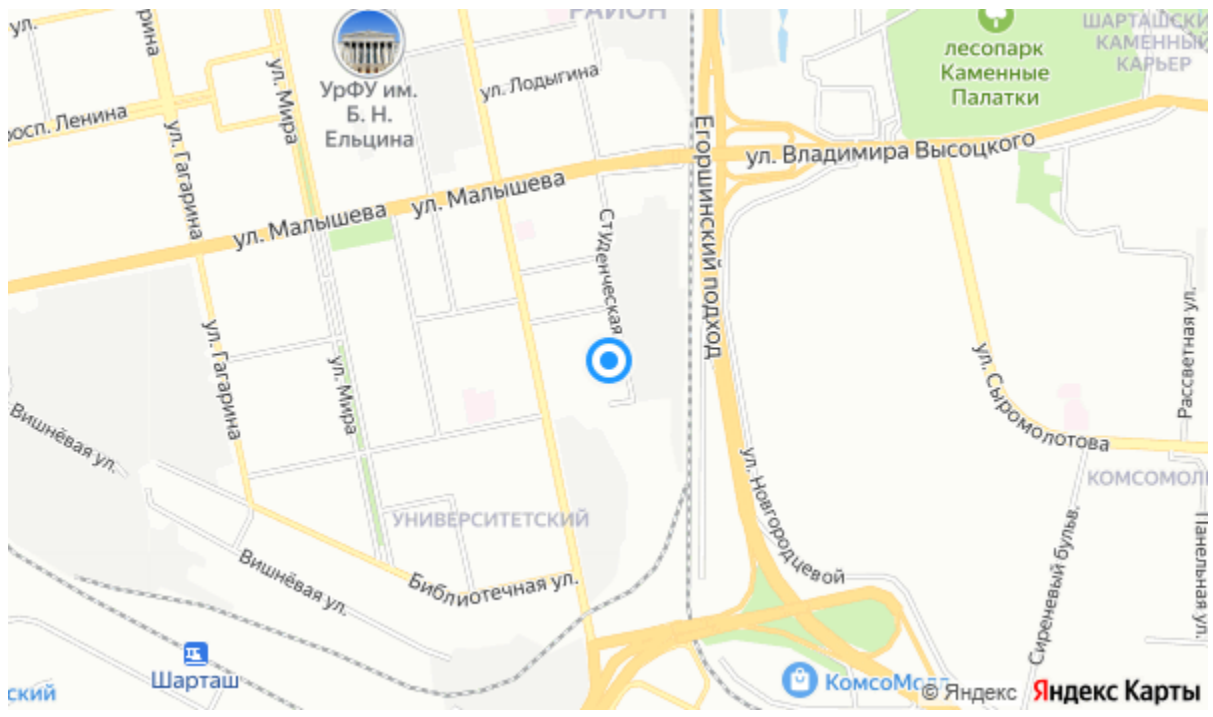 РАЙОН
ШАРТАШСКИ
КАМЕННЫЙ
КАРЬЕР
ул.
лесопарк
Каменные
Палатки
ул. Мира
УрФУ им.
Б. Н.
Ельцина
ул. Лодыгина
росп. Ленина
ул. Гагарина
Егоршинский подход
ул. Владимира Высоцкого
ул. Малышева
ул. Малышева
Студенческая
ул. Гагарина
ул. Мира
Рассветная ул.
ул. Сыромолотова
Вишнёвая ул.
КОМСОМОЛ
ул. Новгородцевой
УНИВЕРСИТЕТСКИЙ
Сиреневый бульв.
Панельная ул.
Вишнёвая ул.
Библиотечная ул.
Шарташ
ский
КомсоМолл
© Яндекс Яндекс Карты